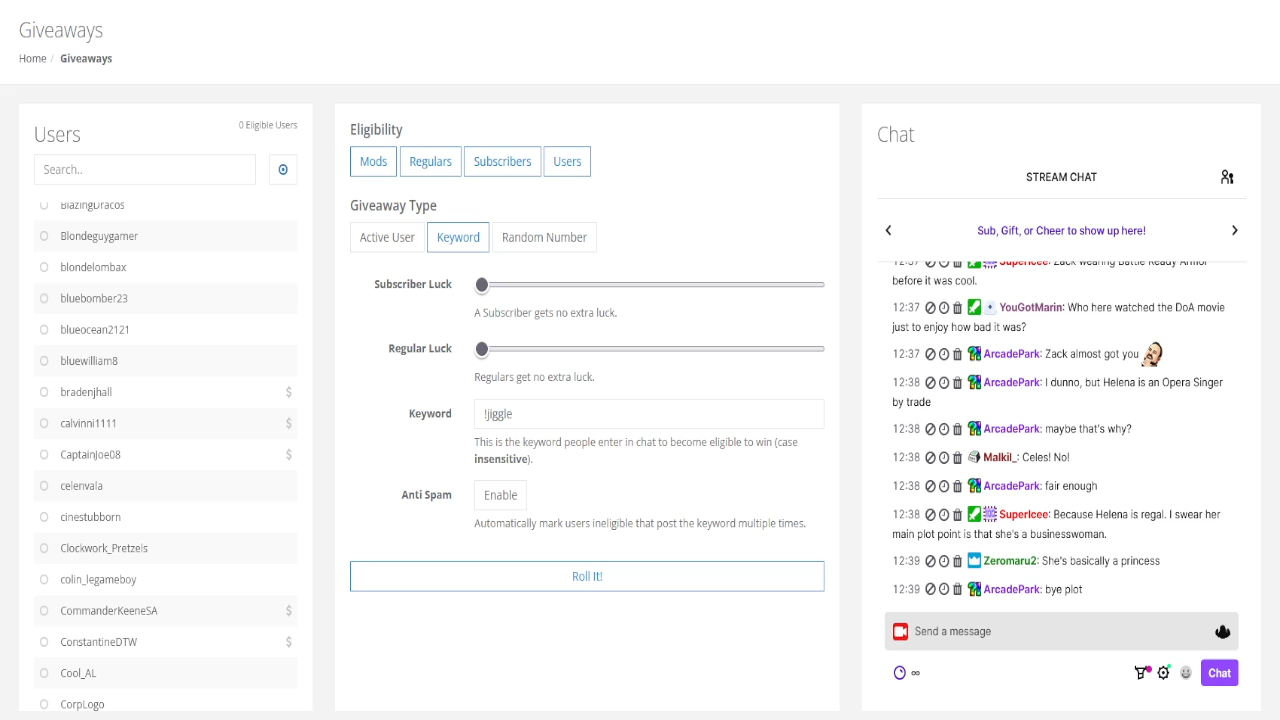 Giveaways
Home / Giveaways
Users
0 Eligible Users
Search..
BlazingDracos
Blondeguygamer
blondelombax
bluebomber23
blueocean2121
bluewilliam8
bradenjhall $
calvinni1111 $
CaptainJoe08 $
celenvala
cinestubborn
Clockwork_Pretzels
colin_legameboy
CommanderKeeneSA $
ConstantineDTW $
Cool_AL
CorpLogo
Eligibility
Mods Regulars Subscribers Users
Giveaway Type
Active User Keyword Random Number
Subscriber Luck
A Subscriber gets no extra luck.
Regular Luck
Regulars get no extra luck.
Keyword !jiggle
This is the keyword people enter in chat to become eligible to win (case
insensitive).
Anti Spam Enable
Automatically mark users ineligible that post the keyword multiple times.
Roll It!
Chat
STREAM CHAT
Sub, Gift, or Cheer to show up here!
12:37 SuperIcee: Zack wearing Battle Ready Armor
before it was cool.
12:37 YouGotMarin: Who here watched the DoA movie
just to enjoy how bad it was?
12:37 ArcadePark: Zack almost got you
12:38 ArcadePark: I dunno, but Helena is an Opera Singer
by trade
12:38 ArcadePark: maybe that's why?
12:38 Malkil_: Celes! No!
12:38 ArcadePark: fair enough
12:38 SuperIcee: Because Helena is regal. I swear her
main plot point is that she's a businesswoman.
12:39 Zeromaru2: She's basically a princess
12:39 ArcadePark: bye plot
Send a message
∞
Chat